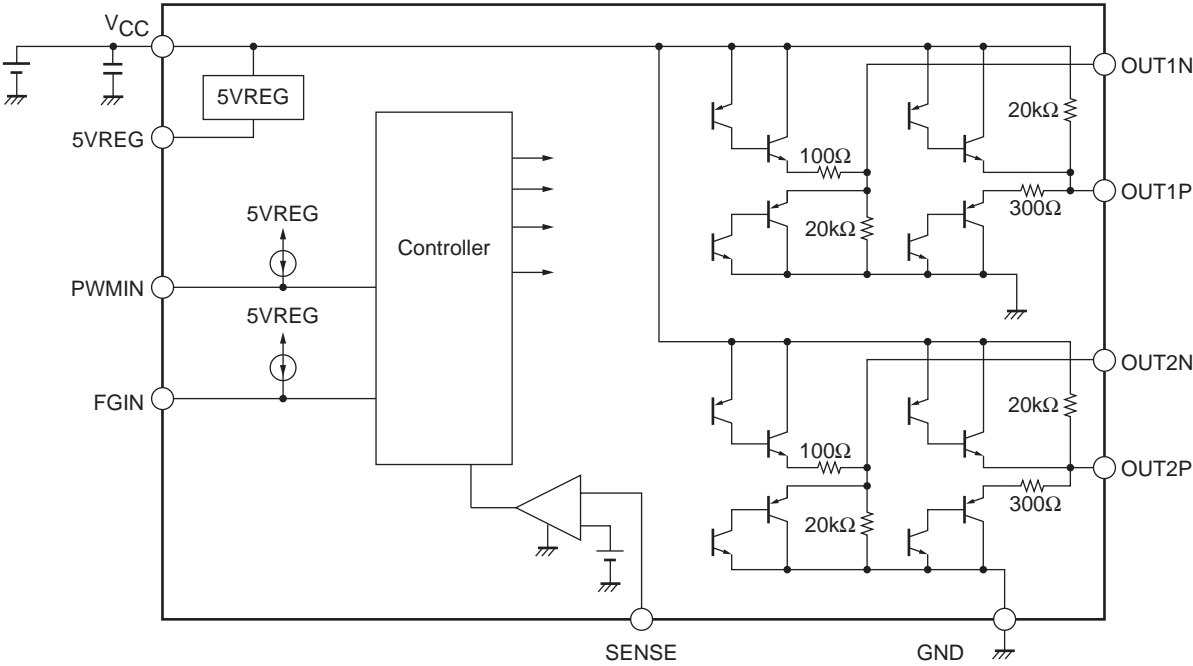 VCC
OUT1N
5VREG
20kΩ
5VREG
100Ω
OUT1P
5VREG
20kΩ
300Ω
Controller
PWMIN
5VREG
OUT2N
FGIN
20kΩ
100Ω
OUT2P
300Ω
20kΩ
SENSE
GND